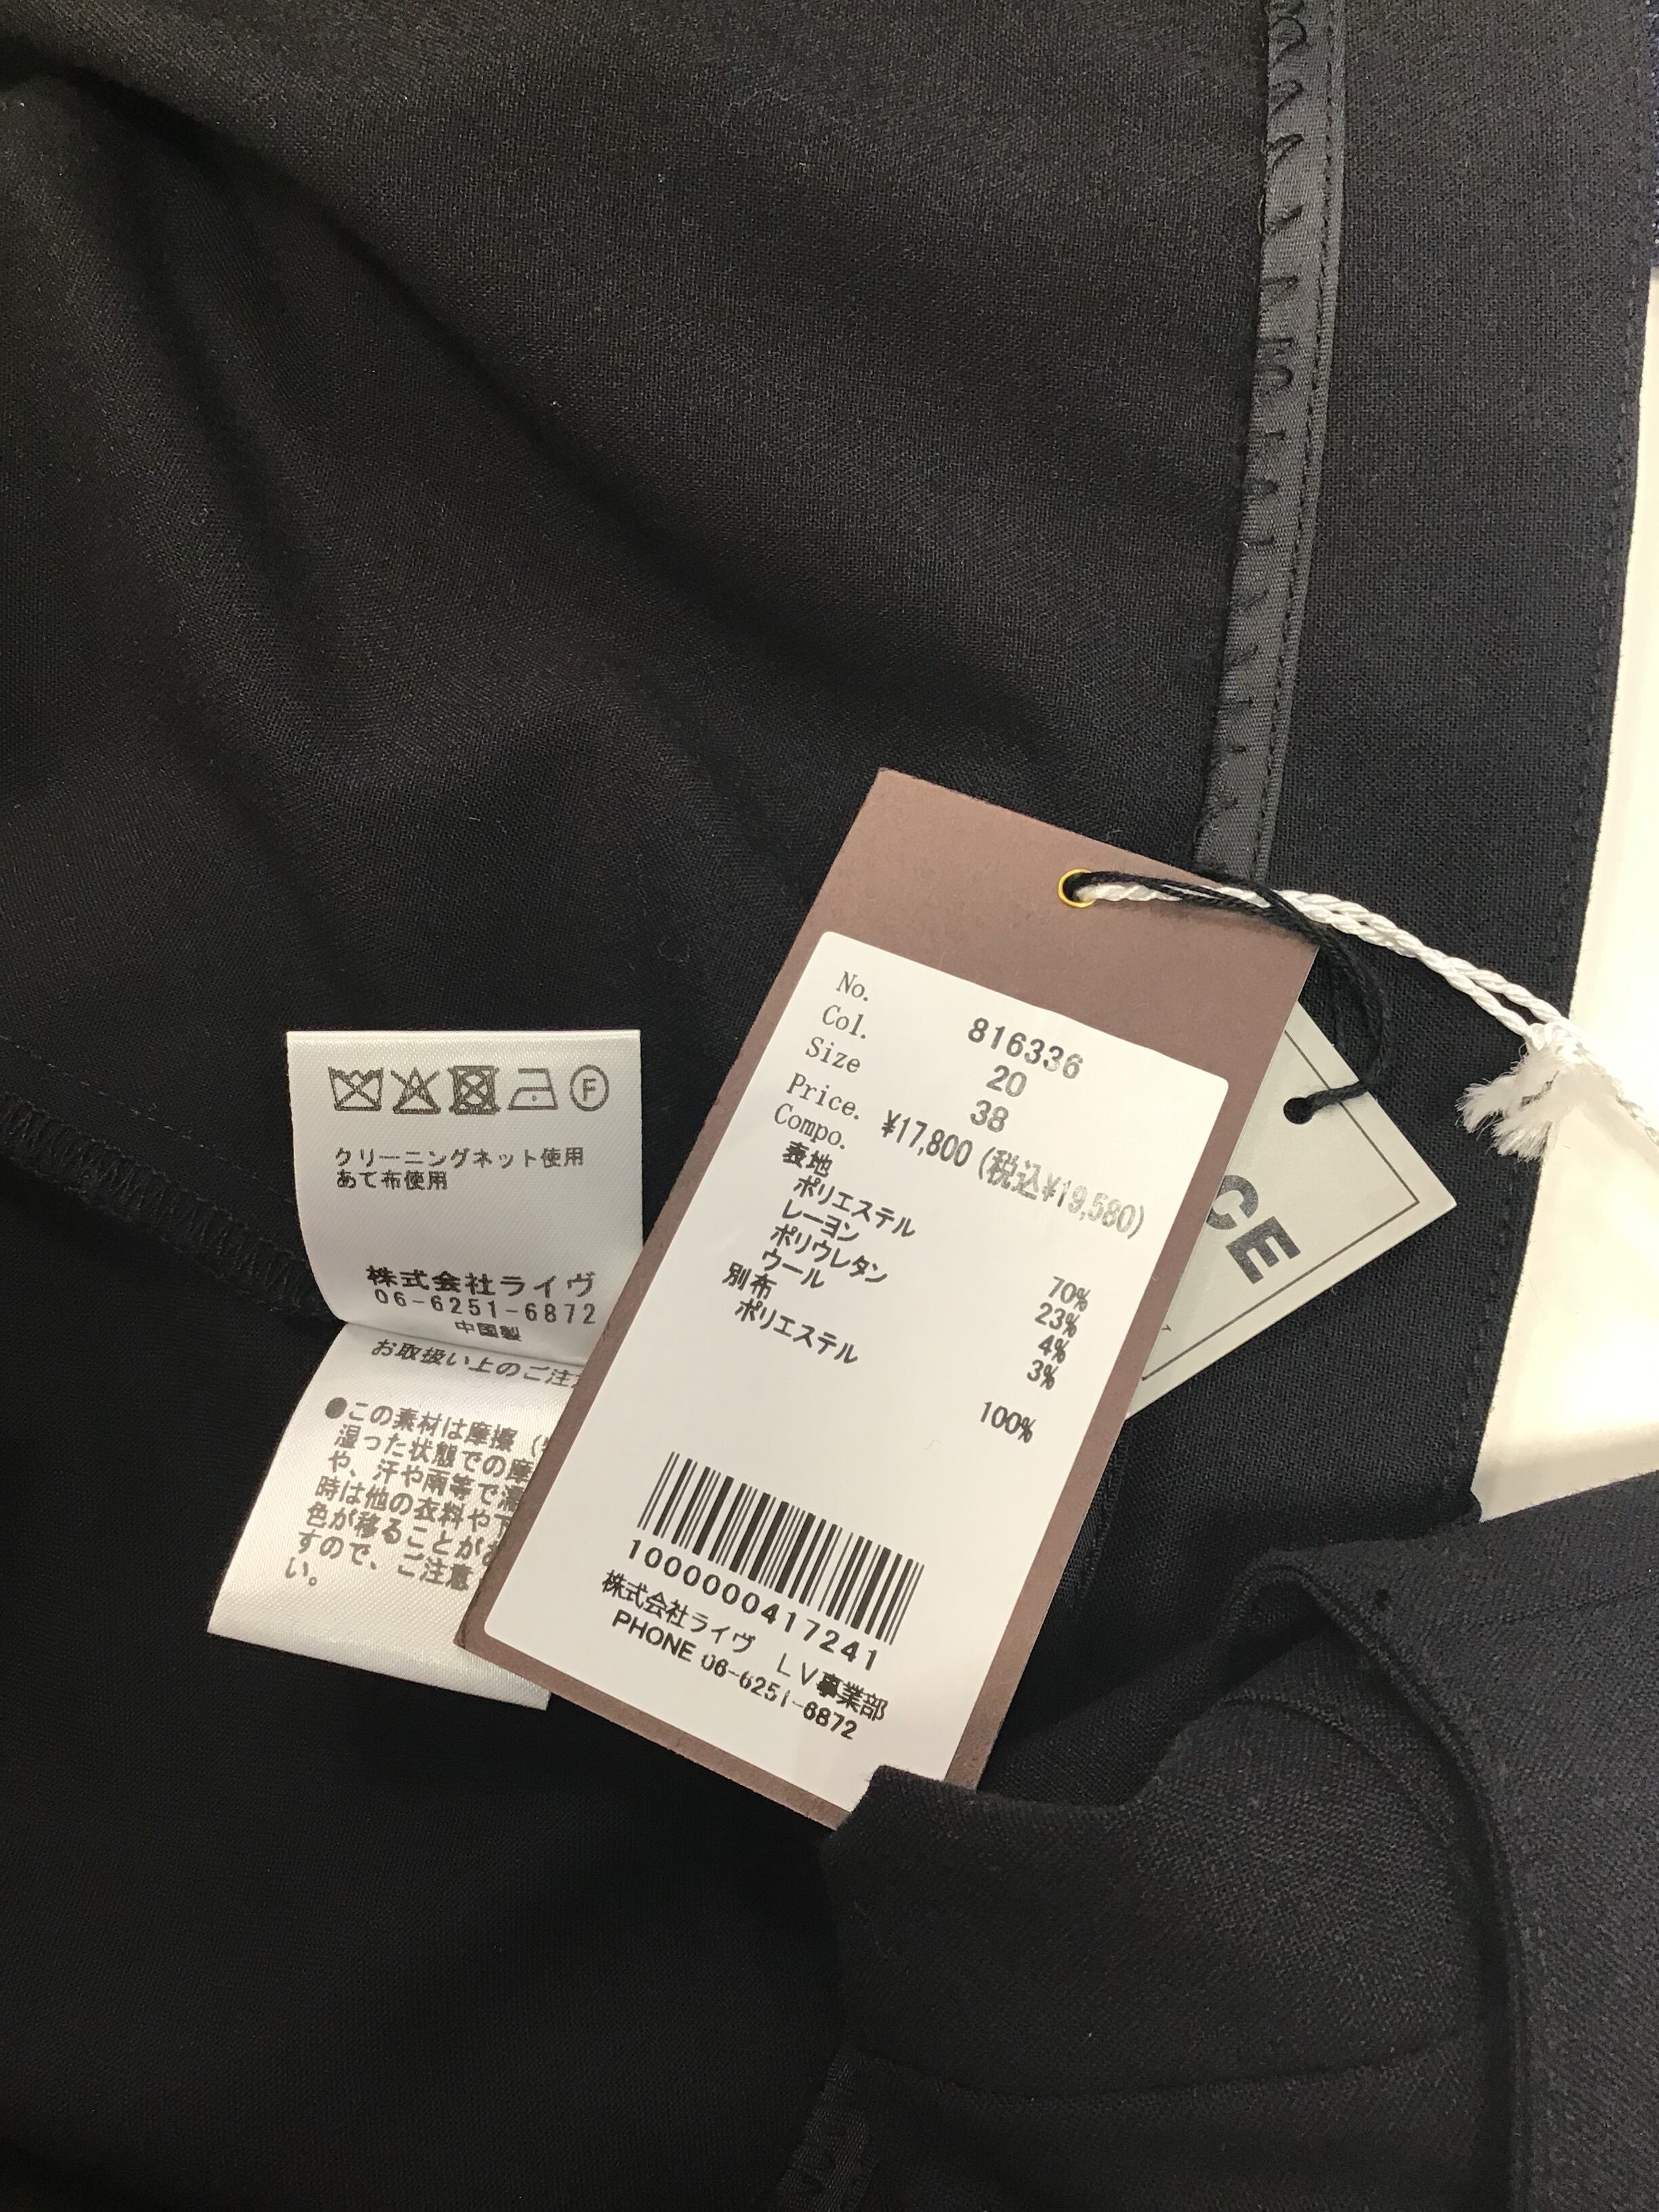 F
クリーニングネット使用
あて布使用
株式会社ライヴ
06-6251-6872
中国製
お取扱い上のご注
●この素材は摩擦
湿った状態での摩
や、汗や雨等で
時は他の衣料や
色が移ることが
すので、ご注意
い。
No. 816336
Col. 20
Size 38
Price. ¥17,800 (税込¥19,580)
Compo.
表地
ポリエステル 70%
レーヨン 23%
ポリウレタン 4%
ウール 3%
別布
ポリエステル 100%
1000000417241
株式会社ライヴ LV事業部
PHONE 06-6251-6872
CE